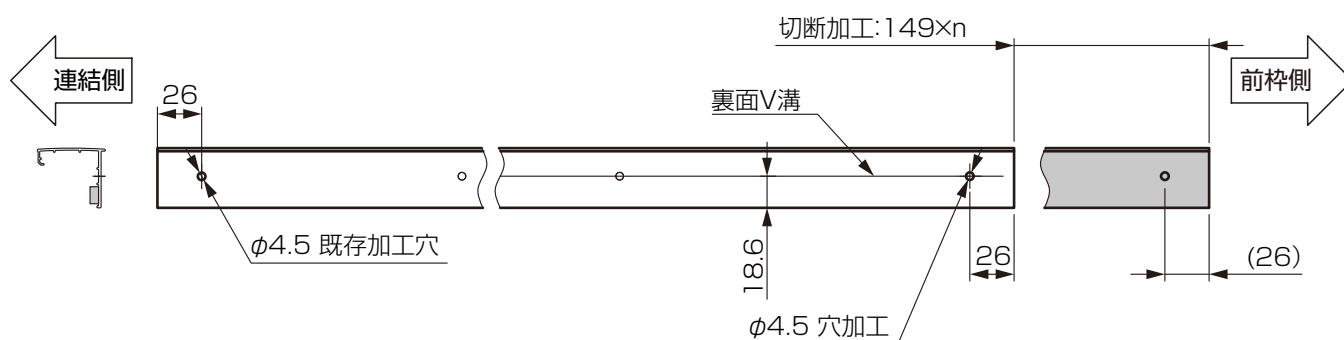 切断加工:149×n
連結側
前枠側
26
裏面V溝
φ4.5 既存加工穴
18.6
26
(26)
φ4.5 穴加工